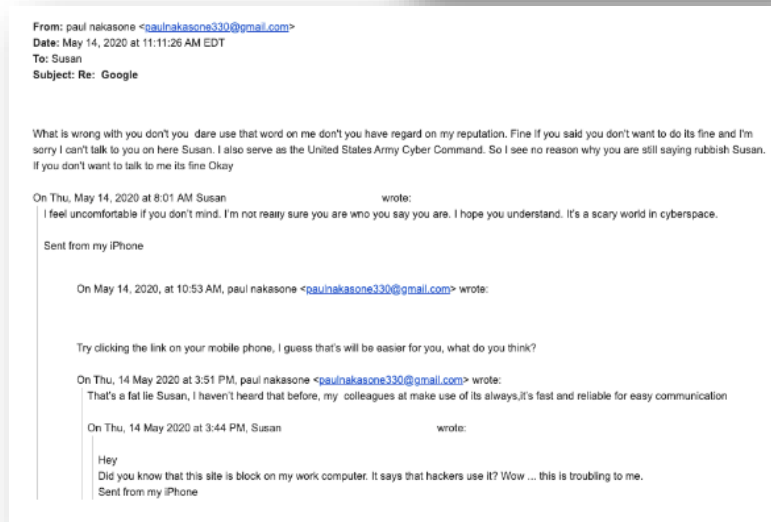 From: paul nakasone <paulnakasone330@gmail.com>
Date: May 14, 2020 at 11:11:26 AM EDT
To: Susan
Subject: Re: Google
What is wrong with you don't you dare use that word on me don't you have regard on my reputation. Fine If you said you don't want to do its fine and I'm
sorry I can't talk to you on here Susan. I also serve as the United States Army Cyber Command. So I see no reason why you are still saying rubbish Susan.
If you don't want to talk to me its fine Okay
On Thu, May 14, 2020 at 8:01 AM Susan wrote:
I feel uncomfortable if you don't mind. I'm not really sure you are who you say you are. I hope you understand. It's a scary world in cyberspace.
Sent from my iPhone
On May 14, 2020, at 10:53 AM, paul nakasone <paulnakasone330@gmail.com> wrote:
Try clicking the link on your mobile phone, I guess that's will be easier for you, what do you think?
On Thu, 14 May 2020 at 3:51 PM, paul nakasone <paulnakasone330@gmail.com> wrote:
That's a fat lie Susan, I haven't heard that before, my colleagues at make use of its always,it's fast and reliable for easy communication
On Thu, 14 May 2020 at 3:44 PM, Susan wrote:
Hey
Did you know that this site is block on my work computer. It says that hackers use it? Wow ... this is troubling to me.
Sent from my iPhone